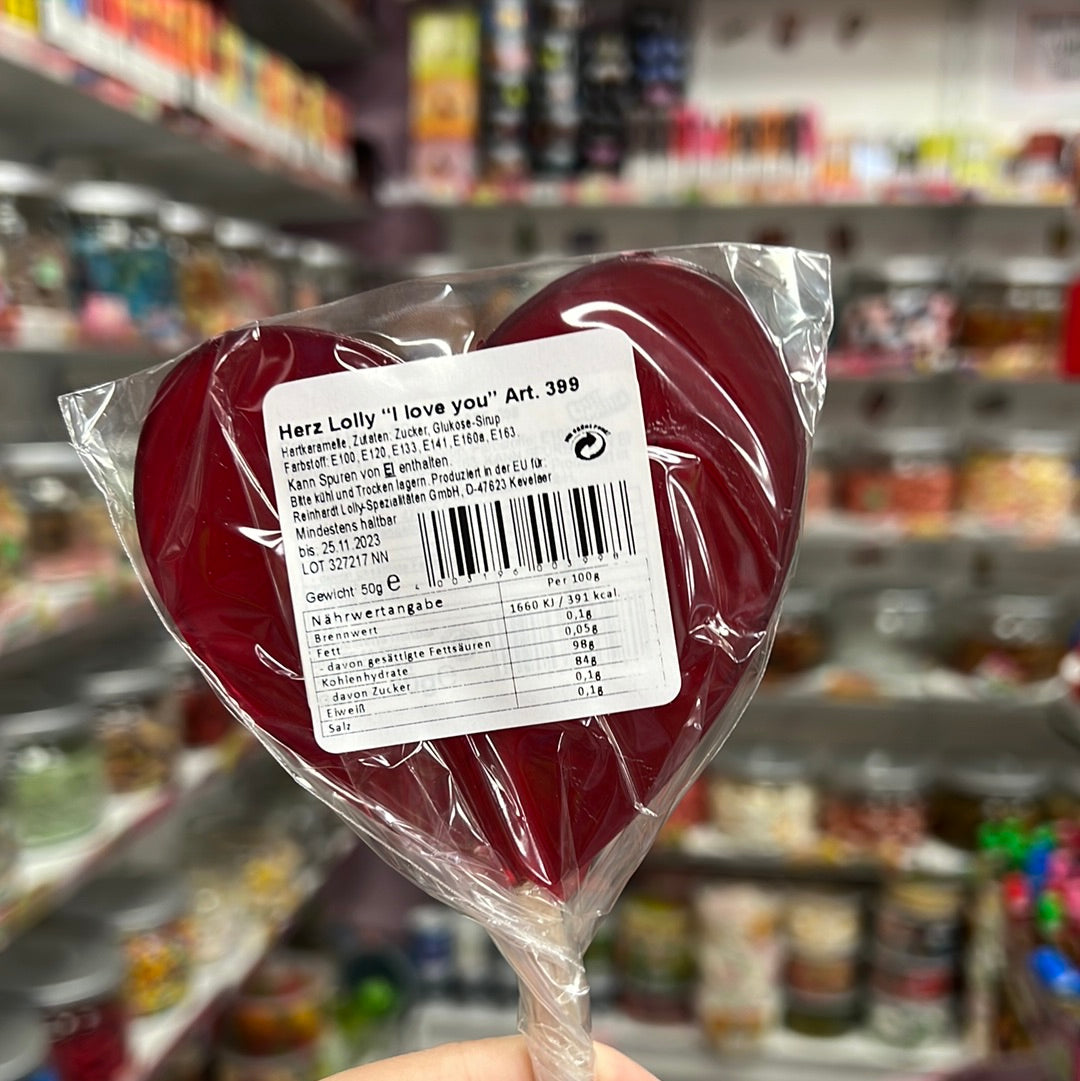 Herz Lolly "I love you" Art. 399
Hartkaramelle, Zutaten: Zucker, Glukose-Sirup
Farbstoff: E100, E120, E133, E141, E160a, E163.
Kann Spuren von EI enthalten.
Bitte kühl und Trocken lagern. Produziert in der EU für:
Reinhardt Lolly-Spezialitäten GmbH, D-47623 Kevelaer
Mindestens haltbar
bis: 25.11.2023
LOT 327217 NN
Gewicht: 50g e
Nährwertangabe Per 100g
Brennwert 1660 KJ / 391 kcal.
Fett 0,1g
- davon gesättigte Fettsäuren 0,05g
Kohlenhydrate 98g
- davon Zucker 84g
Eiweiß 0,1g
Salz 0,1g